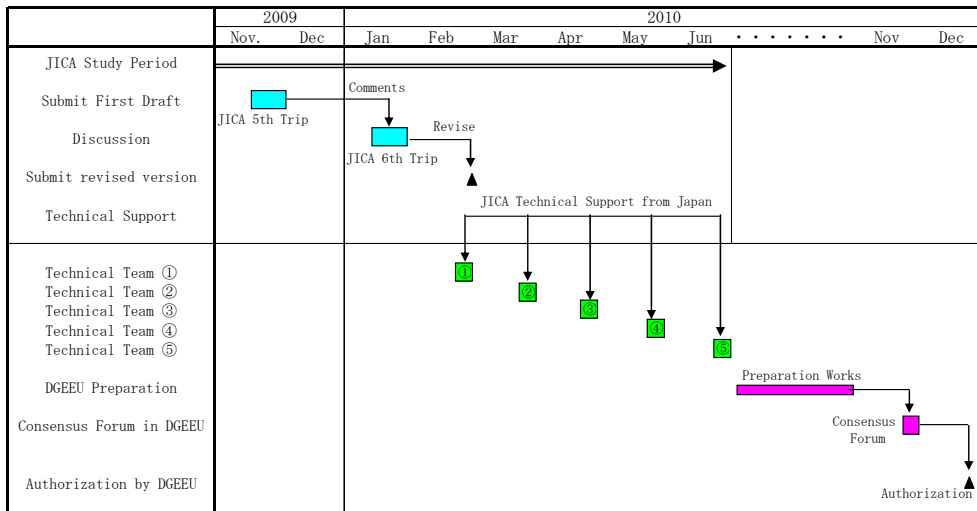 2009 2010
Nov. Dec Jan Feb Mar Apr May Jun ・・・・・・・ Nov Dec
JICA Study Period
Submit First Draft
Comments
JICA 5th Trip
Discussion
Revise
JICA 6th Trip
Submit revised version
Technical Support
JICA Technical Support from Japan
Technical Team ①
①
Technical Team ②
②
Technical Team ③
③
Technical Team ④
④
Technical Team ⑤
⑤
DGEEU Preparation
Preparation Works
Consensus Forum in DGEEU
Consensus
Forum
Authorization by DGEEU
Authorization